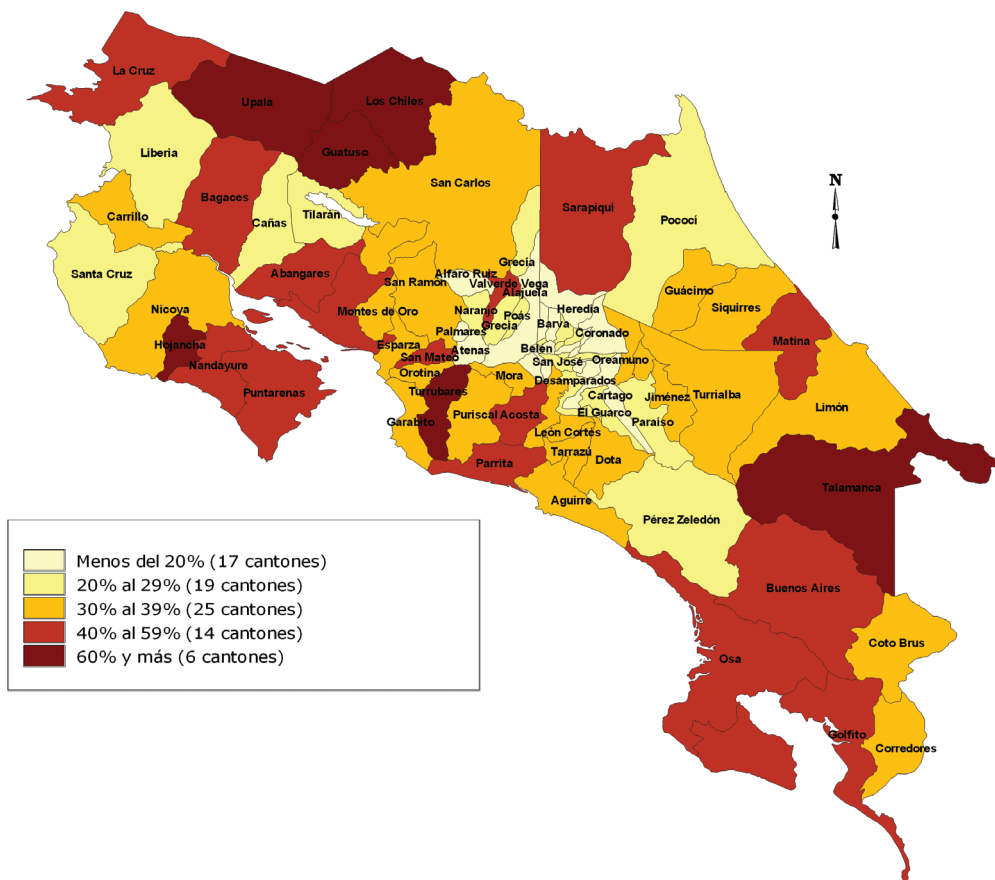 La Cruz
Upala
Los Chiles
N
Guatuso
Liberia
San Carlos
Bagaces
Sarapiqui
Carrillo
Tilarán
Cañas
Pococí
Grecia
Santa Cruz
Alfaro Ruiz
Abangares
Valverde Vega
San Ramón
Alajuela
Guácimo
Siquirres
Nicoya
Montes de Oro
Naranjo
Poás
Heredia
Grecia
Barva
Palmares
Coronado
Matina
Hojancha
Esparza
Atenas
Belén
San Mateo
San José
Oreamuno
Nandayure
Orotina
Mora
Desamparados
Puntarenas
Turrubares
Cartago
Jiménez
Turrialba
Limón
Garabito
Puriscal
Acosta
El Guarco
Paraíso
León Cortés
Tarrazú
Dota
Parrita
Talamanca
Aguirre
Pérez Zeledón
Menos del 20% (17 cantones)
20% al 29% (19 cantones)
30% al 39% (25 cantones)
40% al 59% (14 cantones)
60% y más (6 cantones)
Buenos Aires
Coto Brus
Osa
Golfito
Corredores